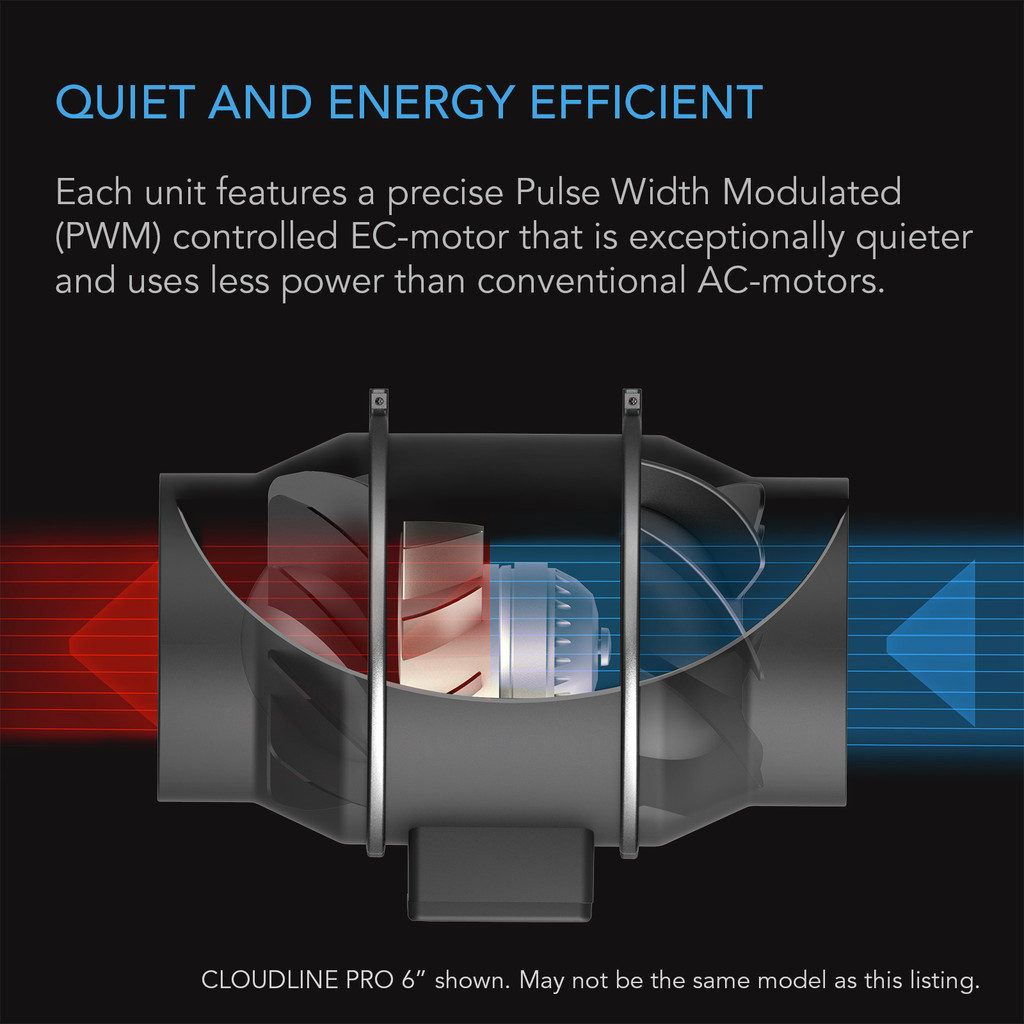 QUIET AND ENERGY EFFICIENT
Each unit features a precise Pulse Width Modulated
(PWM) controlled EC-motor that is exceptionally quieter
and uses less power than conventional AC-motors.
CLOUDLINE PRO 6” shown. May not be the same model as this listing.